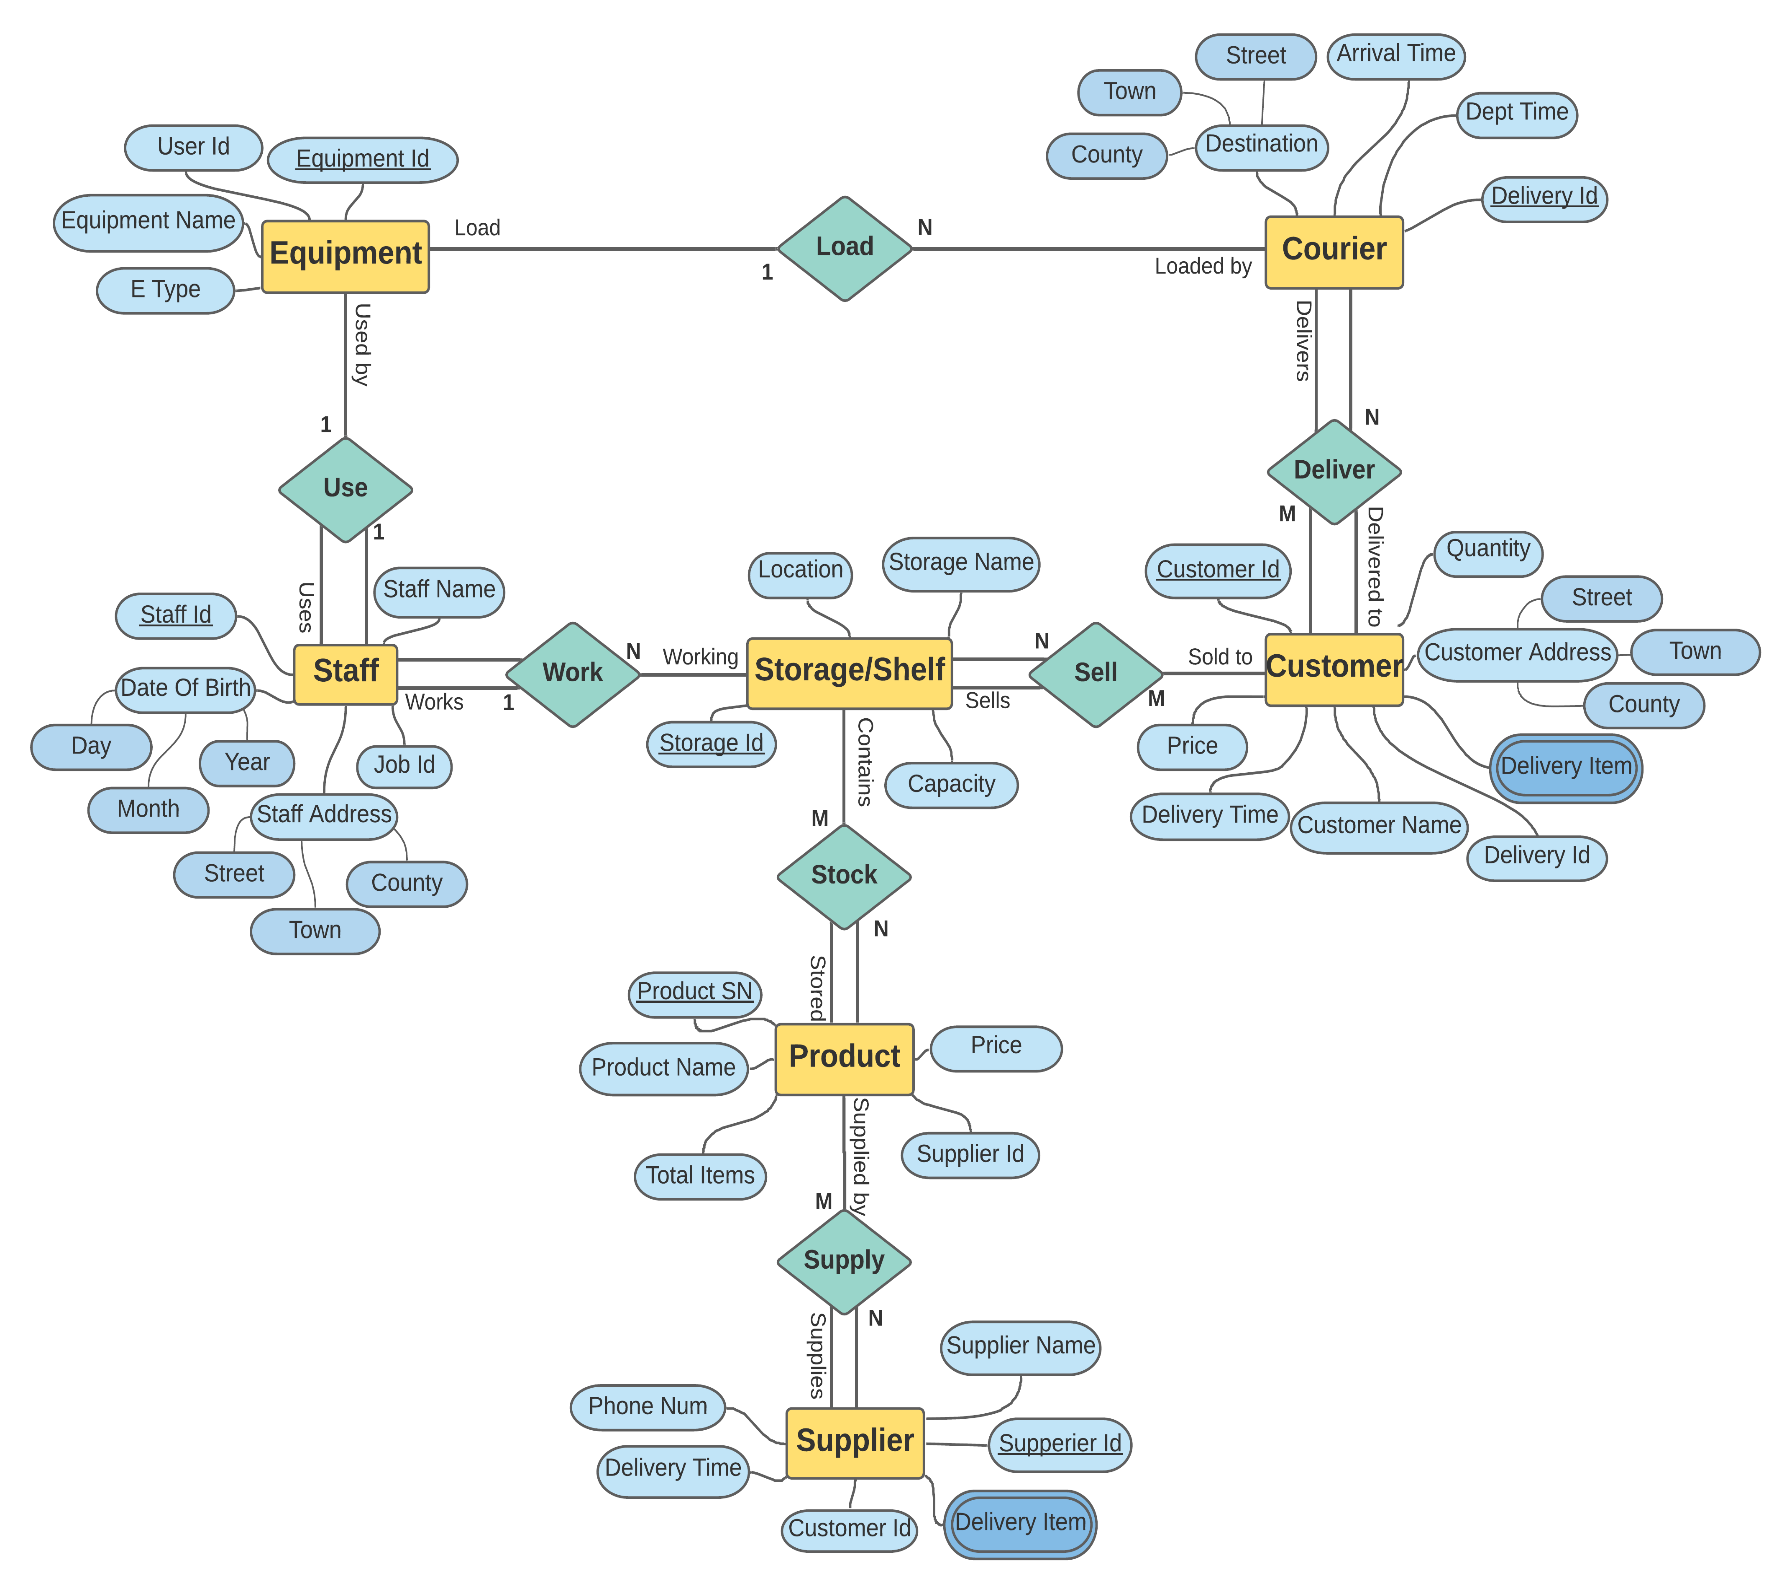 Street
Arrival Time
Town
Dept Time
User Id
Equipment Id
County
Destination
Delivery Id
Equipment Name
Equipment
Load
Load
N
Courier
1
Loaded by
E Type
Used by
Delivers
1
N
Use
Deliver
1
M
Delivered to
Quantity
Location
Storage Name
Customer Id
Street
Staff Name
Uses
Staff Id
N
Working
N
Sold to
Customer Address
Town
Staff
Work
Storage/Shelf
Sell
Customer
Date Of Birth
Works
1
Sells
M
County
Day
Year
Job Id
Storage Id
Contains
Capacity
Price
Delivery Item
Month
Staff Address
M
Delivery Time
Customer Name
Delivery Id
Street
County
Stock
Town
N
Stored
Product SN
Product Name
Product
Price
Supplied by
Total Items
Supplier Id
M
Supply
N
Supplies
Supplier Name
Phone Num
Supplier
Supperier Id
Delivery Time
Customer Id
Delivery Item